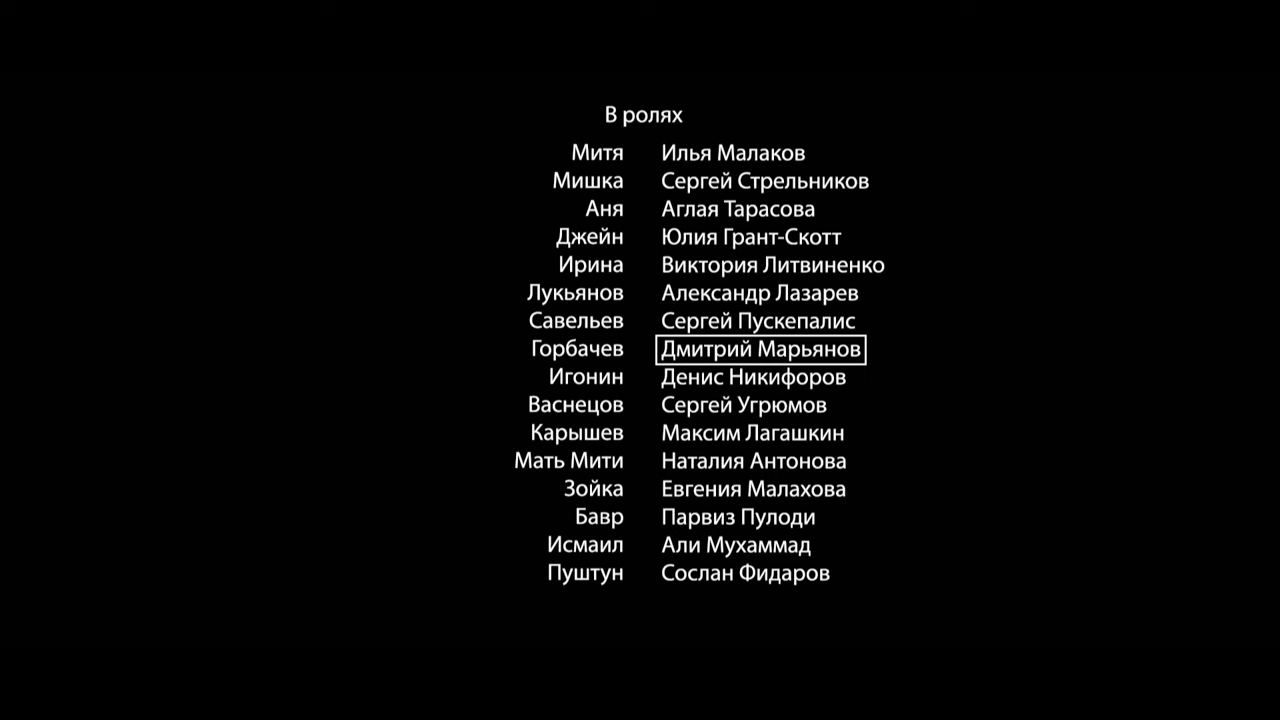 В ролях
Митя Илья Малаков
Мишка Сергей Стрельников
Аня Аглая Тарасова
Джейн Юлия Грант-Скотт
Ирина Виктория Литвиненко
Лукьянов Александр Лазарев
Савельев Сергей Пускепалис
Горбачев Дмитрий Марьянов
Игонин Денис Никифоров
Васнецов Сергей Угрюмов
Карышев Максим Лагашкин
Мать Мити Наталия Антонова
Зойка Евгения Малахова
Бавр Парвиз Пулоди
Исмаил Али Мухаммад
Пуштун Сослан Фидаров